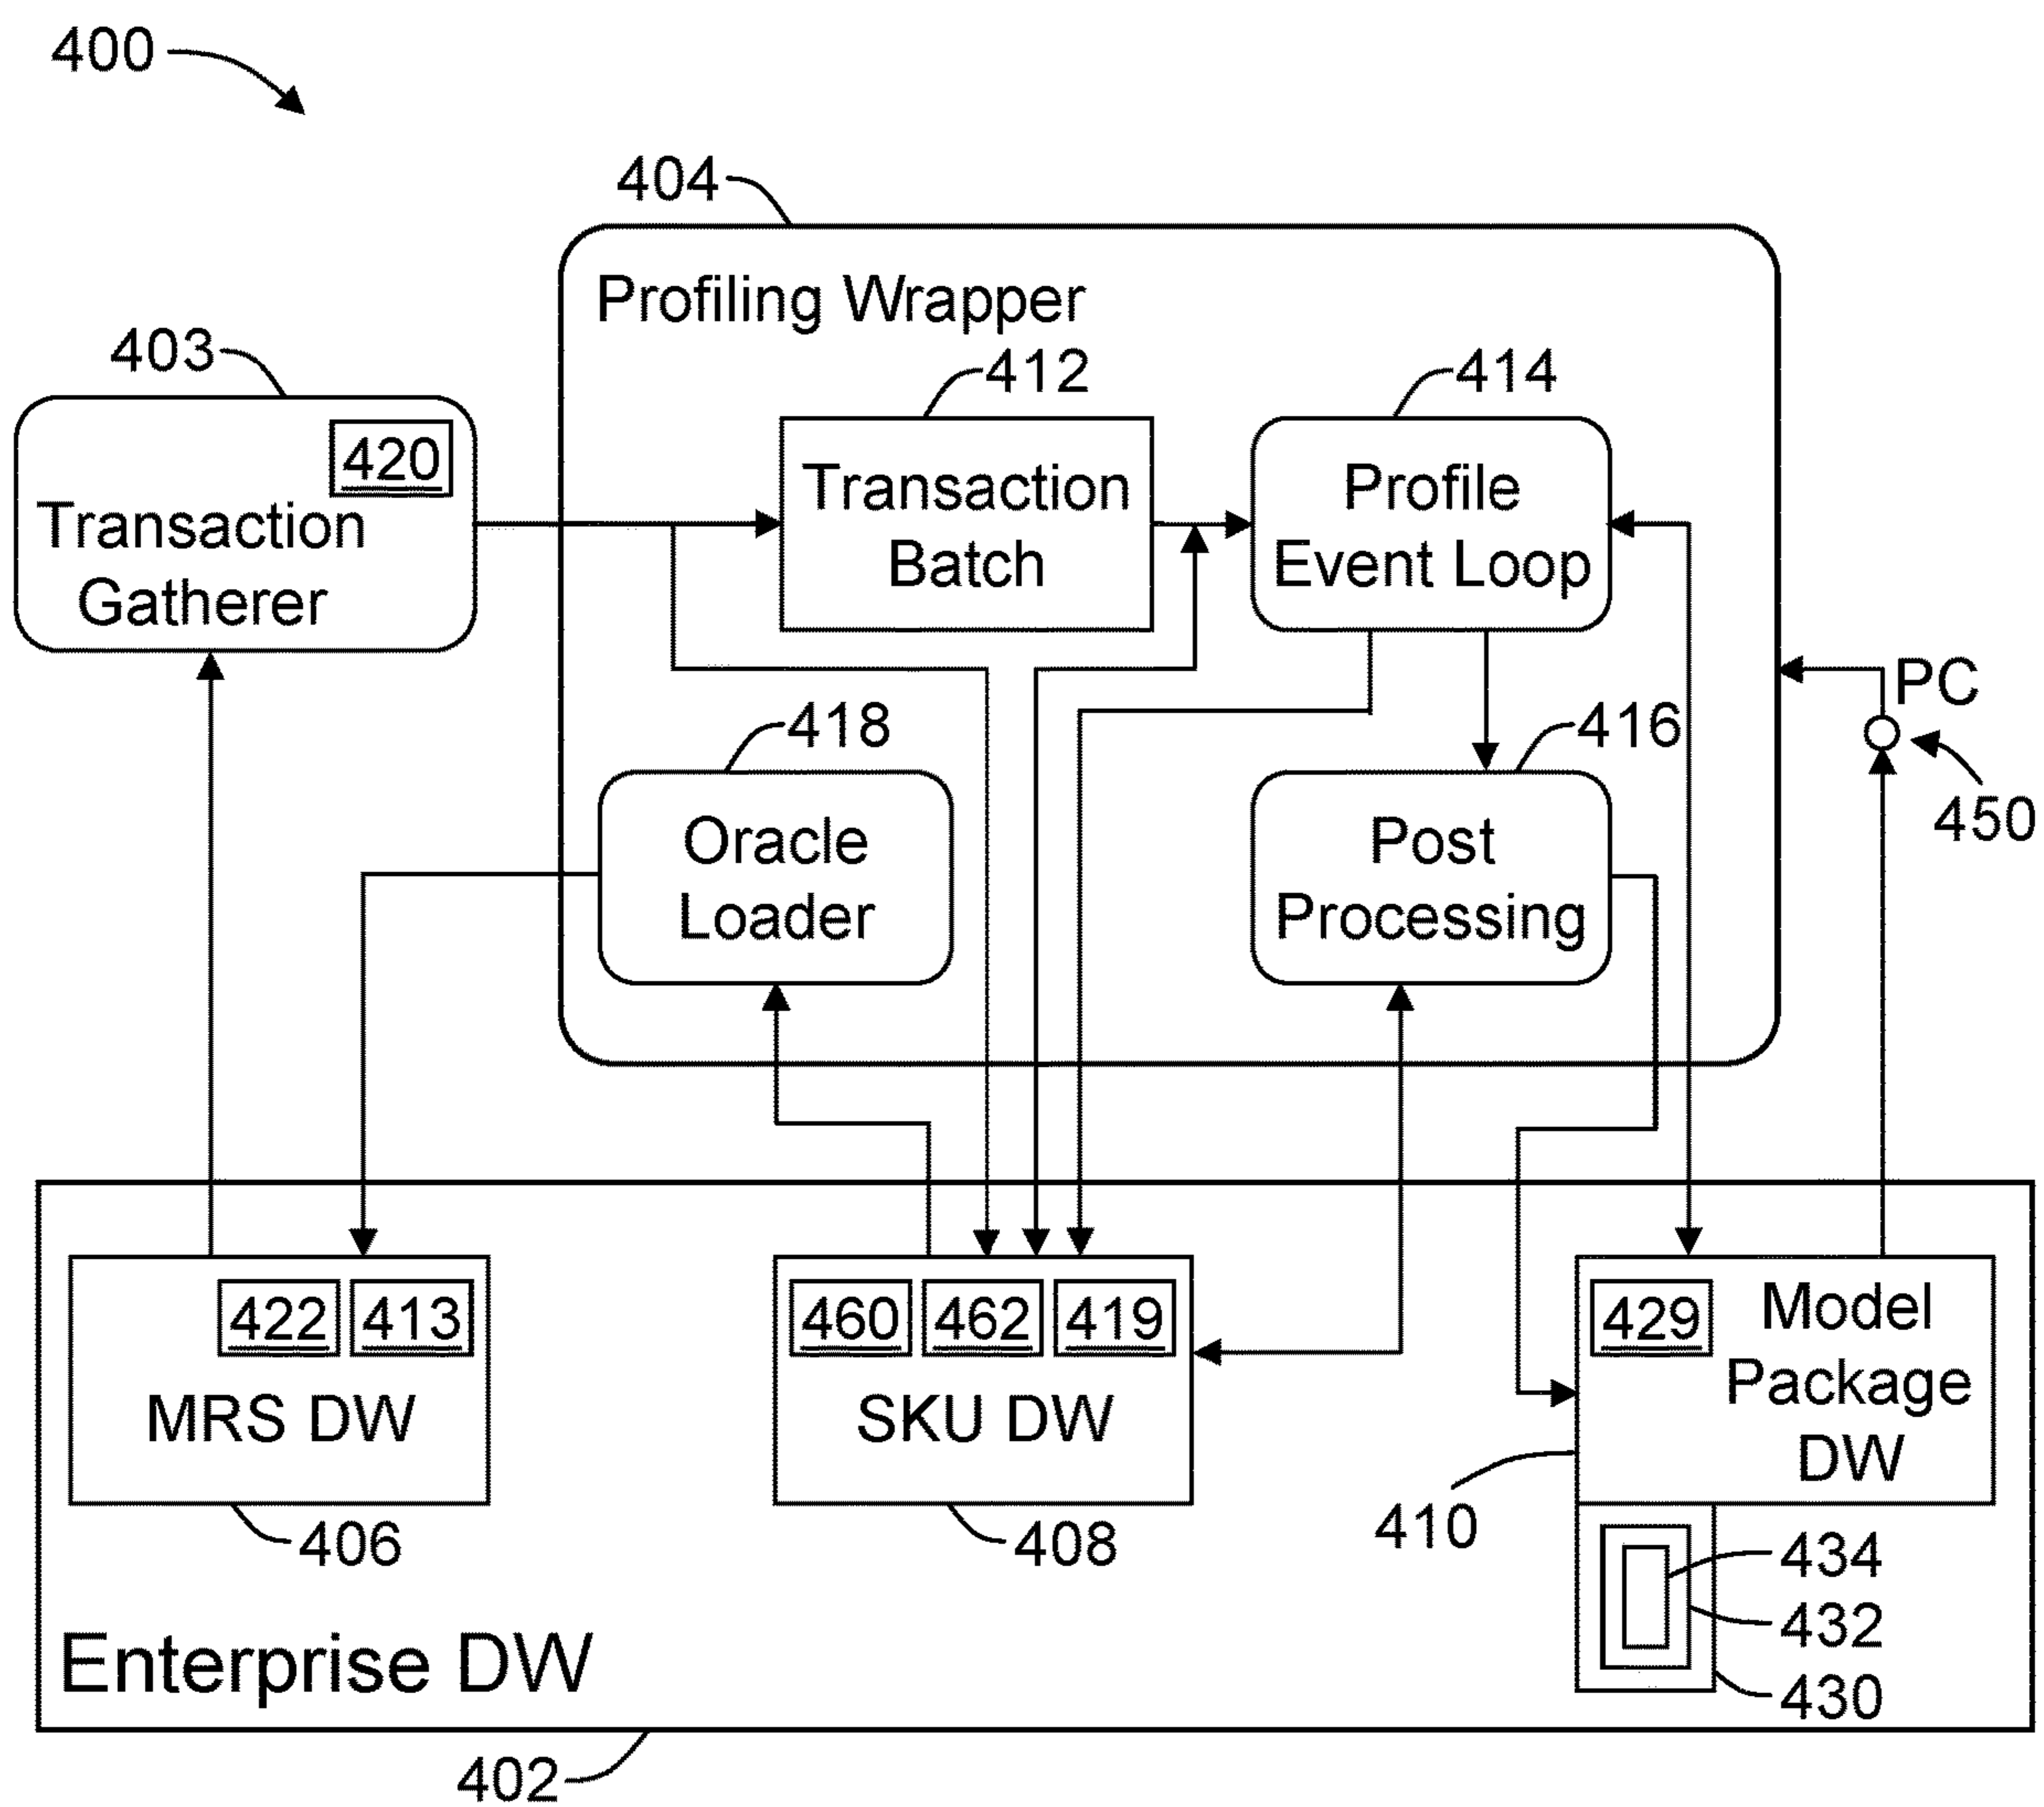 400
404
Profiling Wrapper
403
412
414
420
Transaction
Gatherer
Transaction
Batch
Profile
Event Loop
PC
418
416
450
Oracle
Loader
Post
Processing
422
413
460
462
419
429
MRS DW
SKU DW
Model
Package
DW
406
408
410
434
432
430
Enterprise DW
402